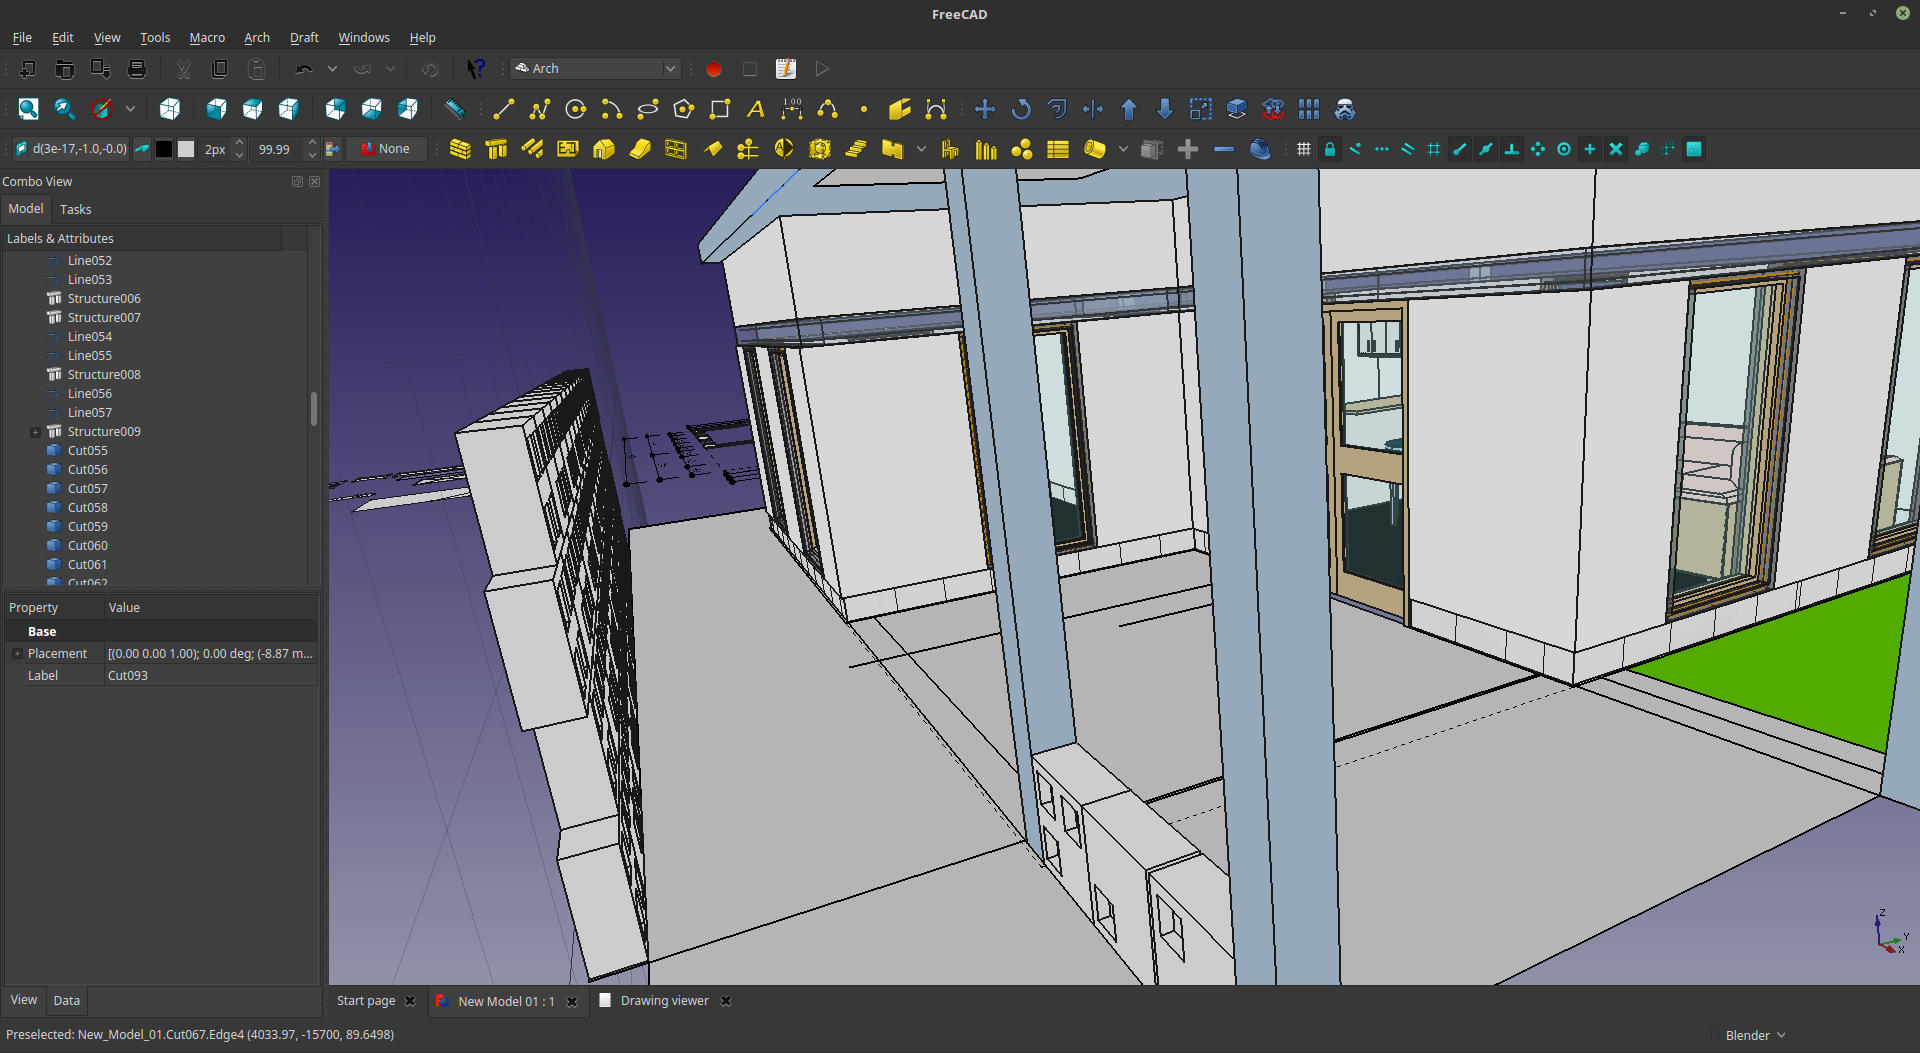 FreeCAD
File Edit View Tools Macro Arch Draft Windows Help
Arch
1.00
d(3e-17,-1.0,-0.0) 2px 99.99 None
Combo View
Model Tasks
Labels & Attributes
Line052
Line053
Structure006
Structure007
Line054
Line055
Structure008
Line056
Line057
Structure009
Cut055
Cut056
Cut057
Cut058
Cut059
Cut060
Cut061
Cut062
Property Value
Base
Placement [(0.00 0.00 1.00); 0.00 deg; (-8.87 m...
Label Cut093
Z
Y
X
View Data
Start page New Model 01 : 1 Drawing viewer
Preselected: New_Model_01.Cut067.Edge4 (4033.97, -15700, 89.6498)
Blender